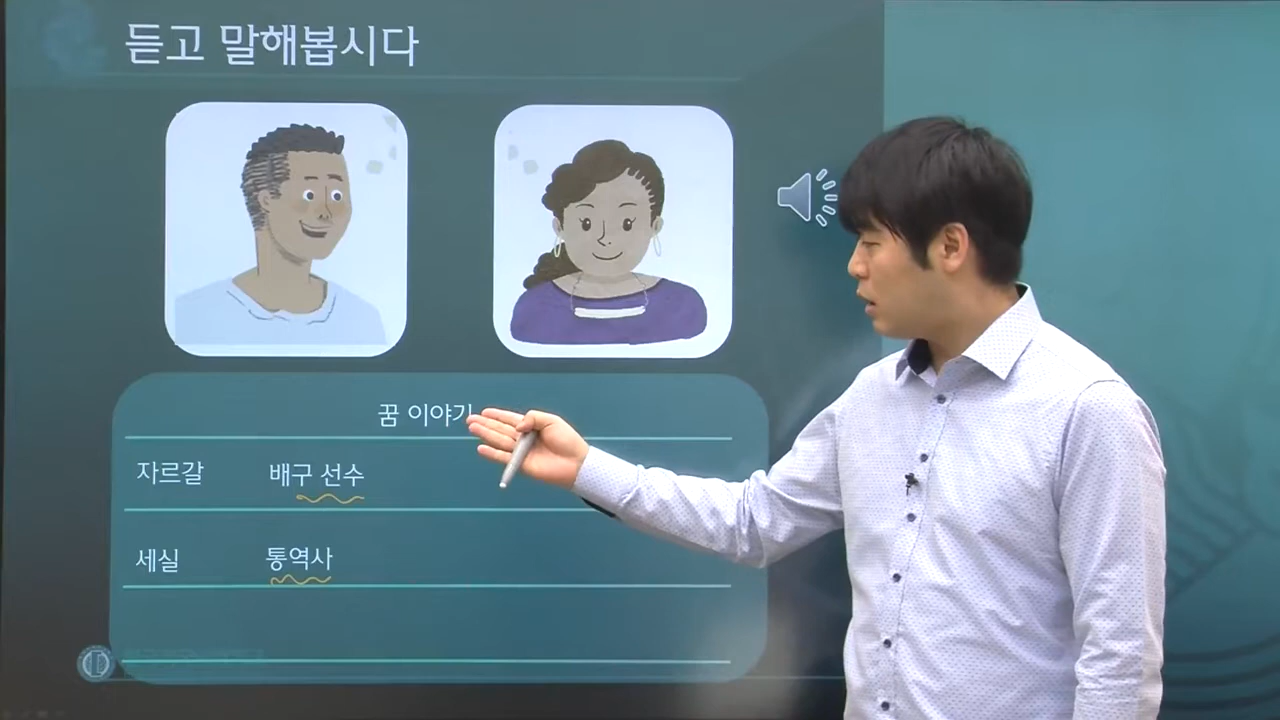 듣고 말해봅시다
꿈 이야기
자르갈 배구 선수
세실 통역사